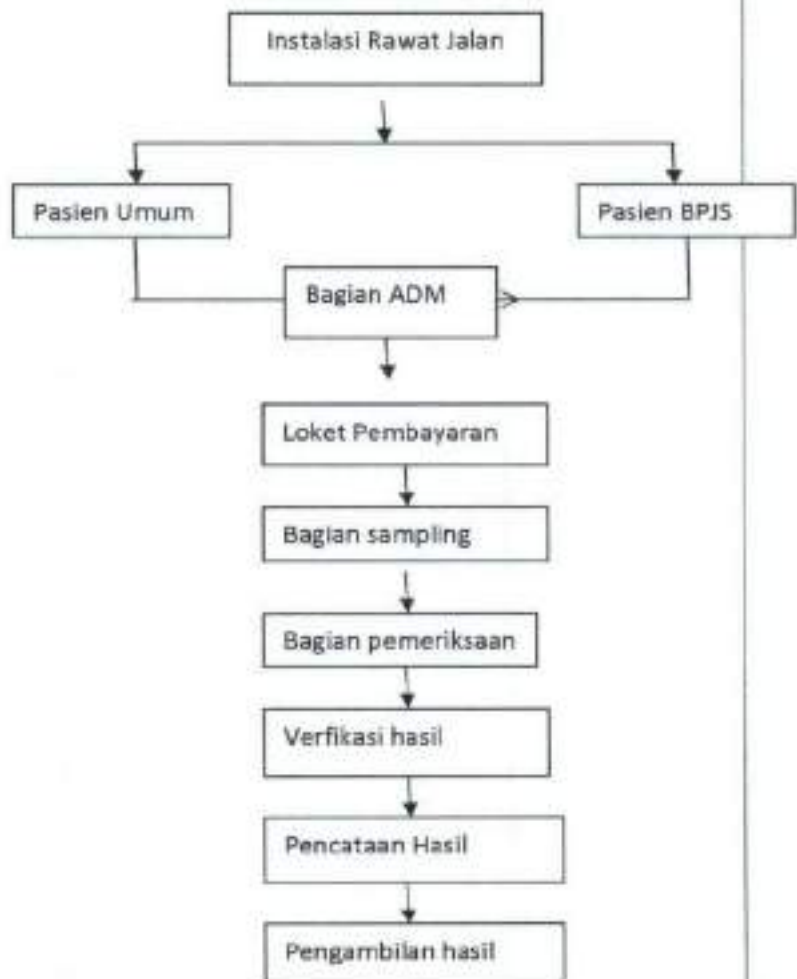 Instalasi Rawat Jalan
Pasien Umum
Pasien BPJS
Bagian ADM
Loket Pembayaran
Bagian sampling
Bagian pemeriksaan
Verfikasi hasil
Pencataan Hasil
Pengambilan hasil